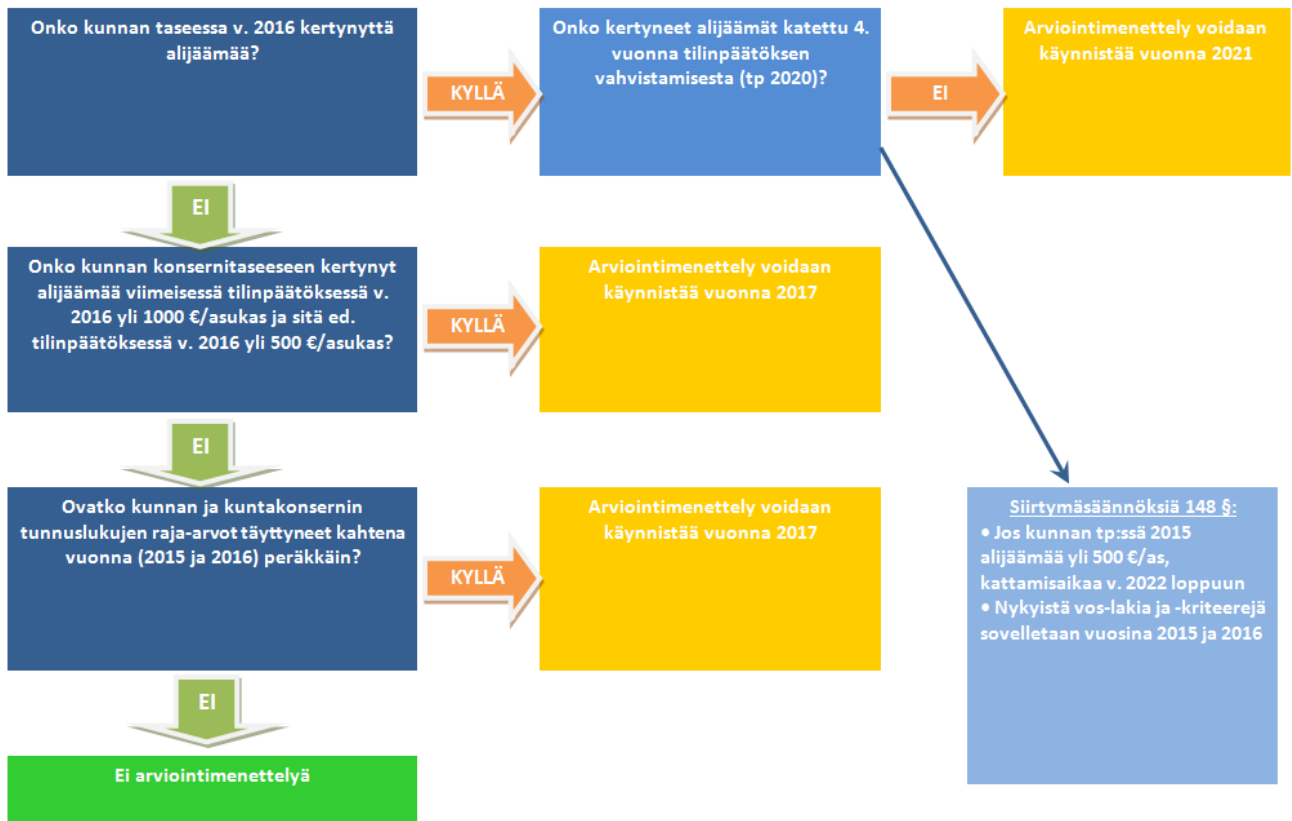 Onko kunnan taseessa v. 2016 kertynyttä
alijäämää?
KYLLÄ
Onko kertyneet alijäämät katettu 4.
vuonna tilinpäätöksen
vahvistamisesta (tp 2020)?
EI
Arviointimenettely voidaan
käynnistää vuonna 2021
EI
Onko kunnan konsernitaseeseen kertynyt
alijäämää viimeisessä tilinpäätöksessä v.
2016 yli 1000 €/asukas ja sitä ed.
tilinpäätöksessä v. 2016 yli 500 €/asukas?
KYLLÄ
Arviointimenettely voidaan
käynnistää vuonna 2017
EI
Ovatko kunnan ja kuntakonsernin
tunnuslukujen raja-arvot täyttyneet kahtena
vuonna (2015 ja 2016) peräkkäin?
KYLLÄ
Arviointimenettely voidaan
käynnistää vuonna 2017
Siirtymäsäännöksiä 148 §:
• Jos kunnan tp:ssä 2015
alijäämää yli 500 €/as,
kattamisaikaa v. 2022 loppuun
• Nykyistä vos-lakia ja -kriteerejä
sovelletaan vuosina 2015 ja 2016
EI
Ei arviointimenettelyä